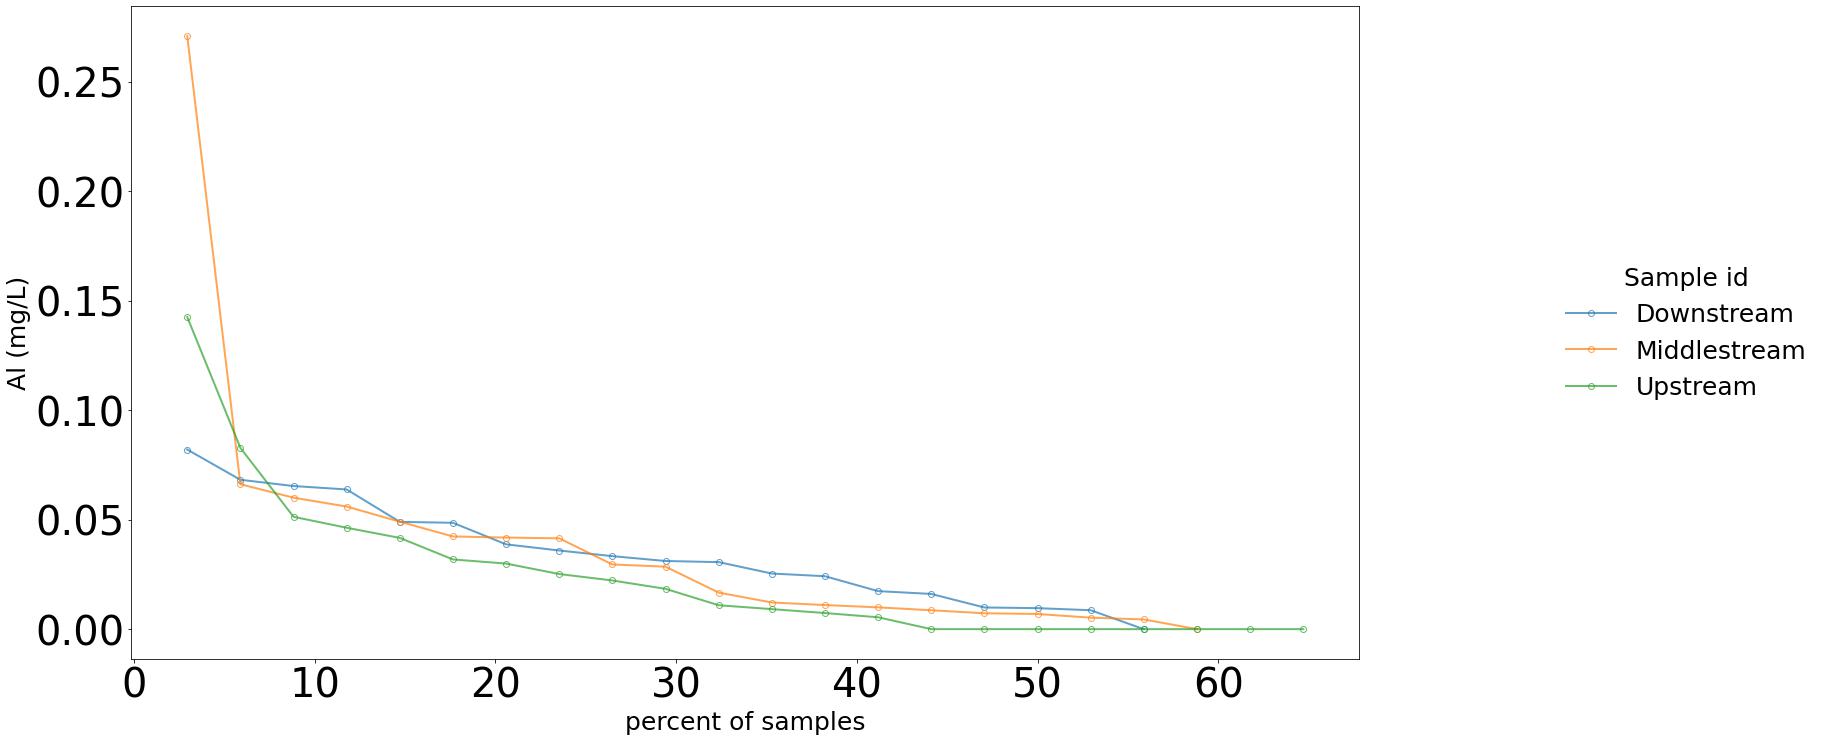 0.25
0.20
0.15
0.10
0.05
0.00
Al (mg/L)
0 10 20 30 40 50 60
percent of samples
Sample id
Downstream
Middlestream
Upstream